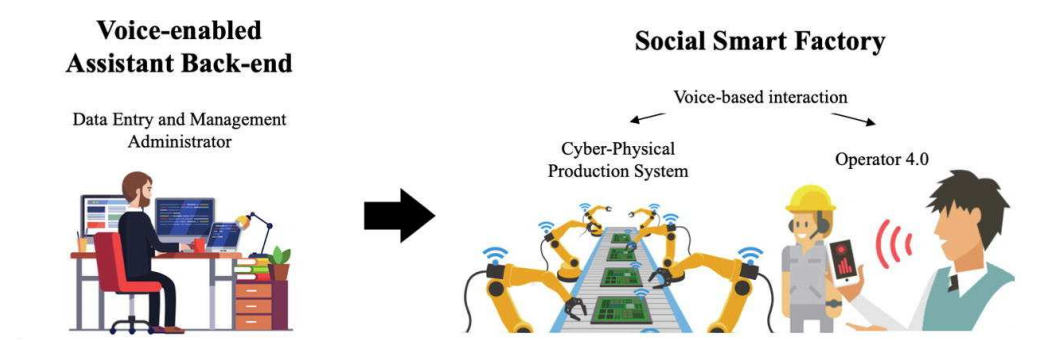 Voice-enabled
Assistant Back-end
Data Entry and Management
Administrator
Social Smart Factory
Voice-based interaction
Cyber-Physical
Production System
Operator 4.0